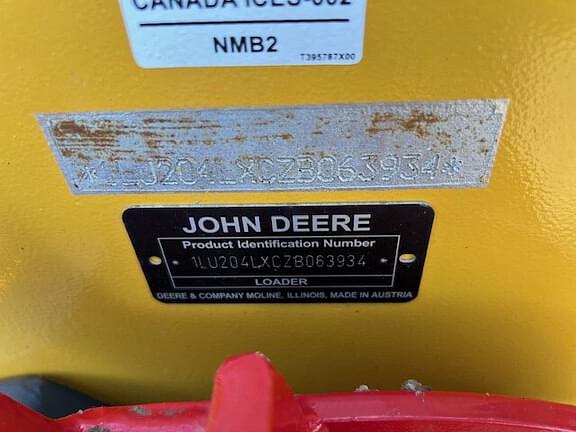 CANADA ICES-002
NMB2
T395787X00
*1LU204LXCZB063934*
JOHN DEERE
Product Identification Number
* 1LU204LXCZB063934 *
LOADER
DEERE & COMPANY MOLINE, ILLINOIS, MADE IN AUSTRIA